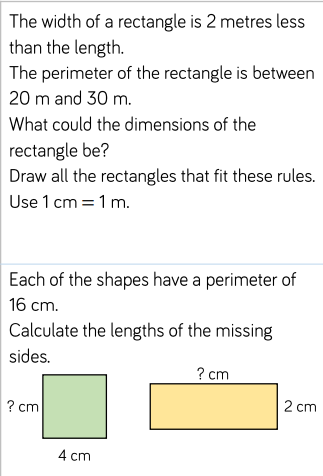 The width of a rectangle is 2 metres less
than the length.
The perimeter of the rectangle is between
20 m and 30 m.
What could the dimensions of the
rectangle be?
Draw all the rectangles that fit these rules.
Use 1 cm = 1 m.
Each of the shapes have a perimeter of
16 cm.
Calculate the lengths of the missing
sides.
? cm
? cm
2 cm
4 cm